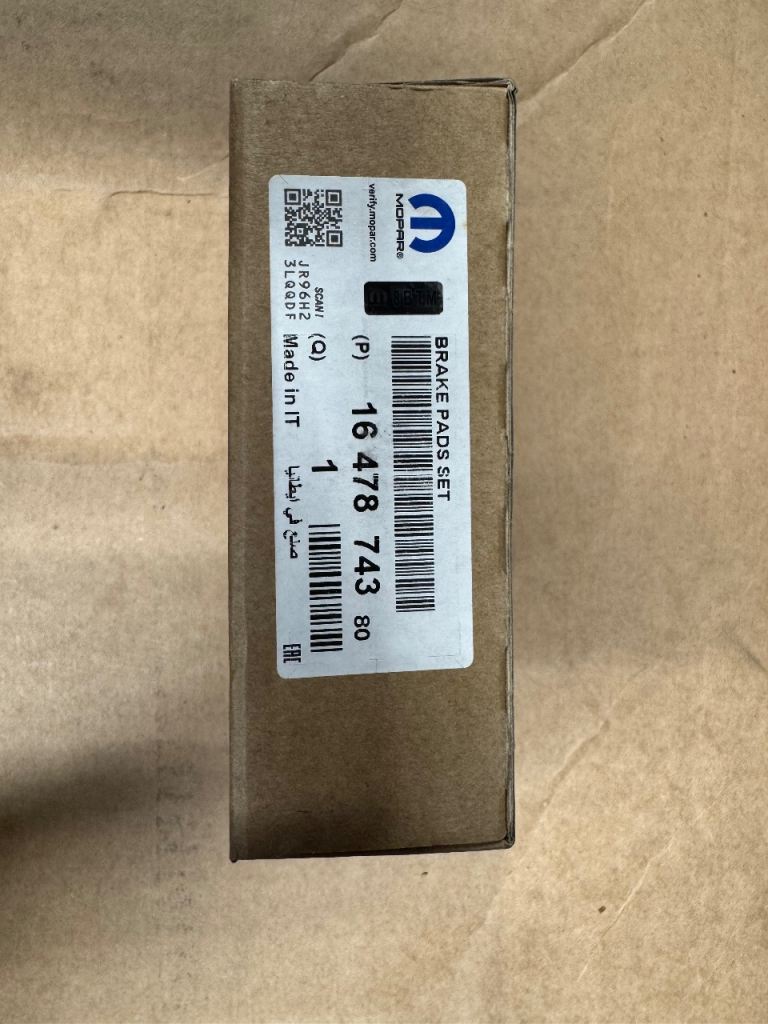 MOPAR®
verify.mopar.com
SCAN!
JR96H2
3LQQDF
BRAKE PADS SET
(P) 16 478 743 80
(Q) 1
Made in IT صنع في ايطاليا
EAC